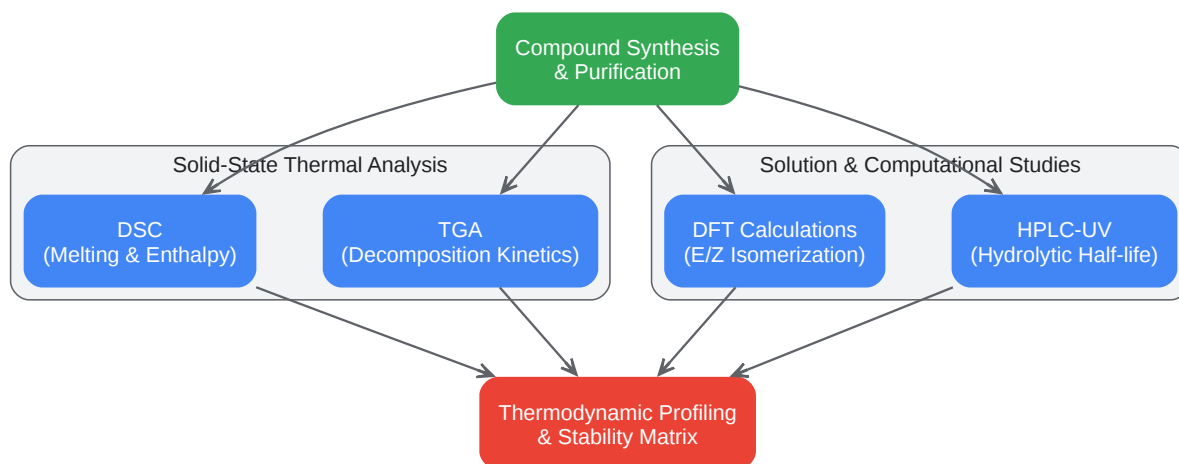 Compound Synthesis
& Purification
Solid-State Thermal Analysis
Solution & Computational Studies
DSC
(Melting & Enthalpy)
TGA
(Decomposition Kinetics)
DFT Calculations
(E/Z Isomerization)
HPLC-UV
(Hydrolytic Half-life)
Thermodynamic Profiling
& Stability Matrix